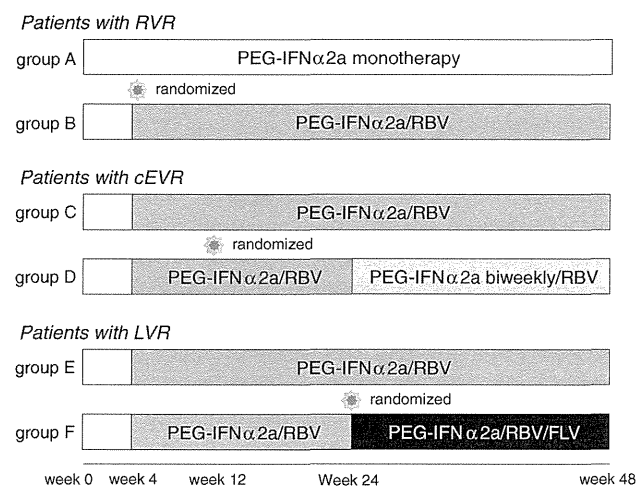 Patients with RVR
group A PEG-IFNα2a monotherapy
randomized
group B PEG-IFNα2a/RBV
Patients with cEVR
group C PEG-IFNα2a/RBV
randomized
group D PEG-IFNα2a/RBV PEG-IFNα2a biweekly/RBV
Patients with LVR
group E PEG-IFNα2a/RBV
randomized
group F PEG-IFNα2a/RBV PEG-IFNα2a/RBV/FLV
week 0 week 4 week 12 Week 24 week 48